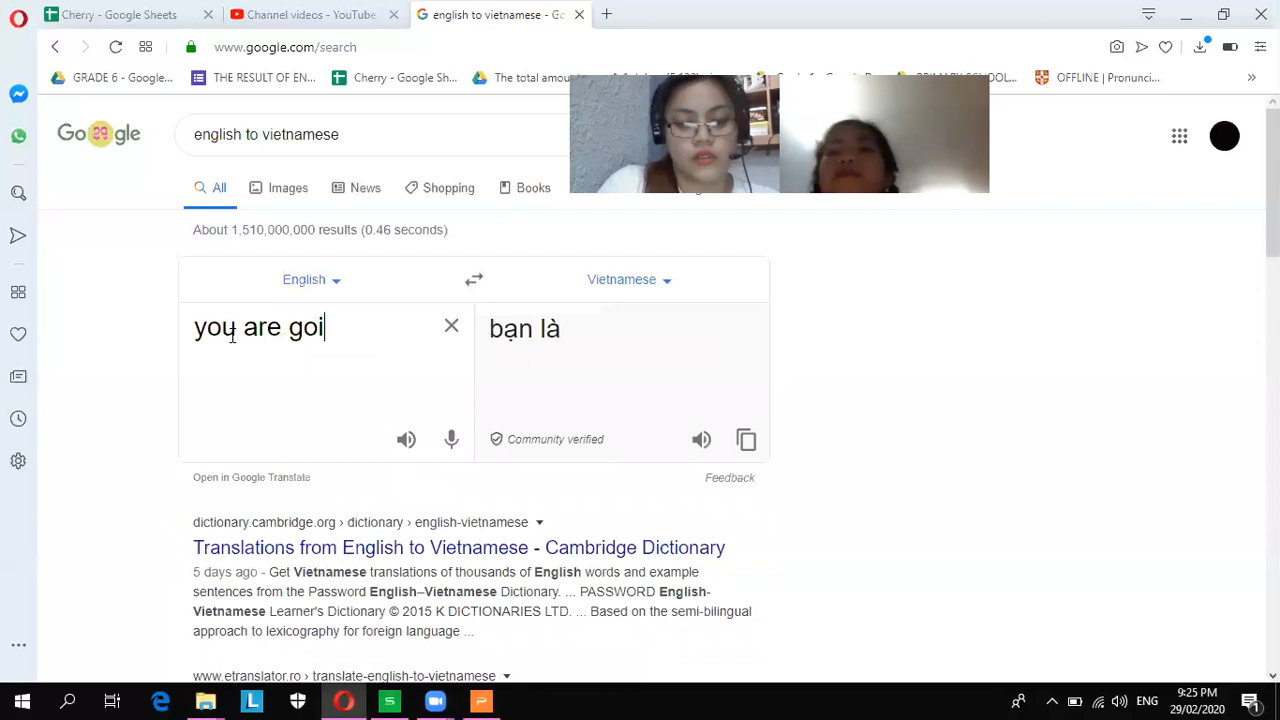 Cherry - Google Sheets
Channel videos - YouTube
english to vietnamese - Go
www.google.com/search
GRADE 6 - Google...
THE RESULT OF EN...
Cherry - Google Sh...
The total amount
OFFLINE | Pronunci...
Google
english to vietnamese
All
Images
News
Shopping
Books
About 1,510,000,000 results (0.46 seconds)
English
Vietnamese
you are goi
bạn là
Community verified
Open in Google Translate
Feedback
dictionary.cambridge.org › dictionary › english-vietnamese
Translations from English to Vietnamese - Cambridge Dictionary
5 days ago - Get Vietnamese translations of thousands of English words and example
sentences from the Password English–Vietnamese Dictionary. ... PASSWORD English-
Vietnamese Learner's Dictionary © 2015 K DICTIONARIES LTD. ... Based on the semi-bilingual
approach to lexicography for foreign language ...
www.etranslator.ro › translate-english-to-vietnamese
ENG
9:25 PM
29/02/2020